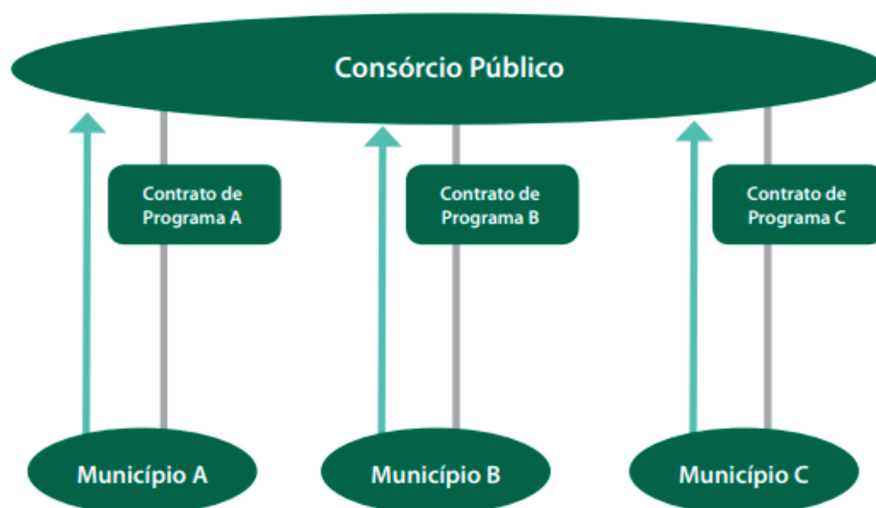 Consórcio Público
Contrato de
Programa A
Contrato de
Programa B
Contrato de
Programa C
Município A
Município B
Município C